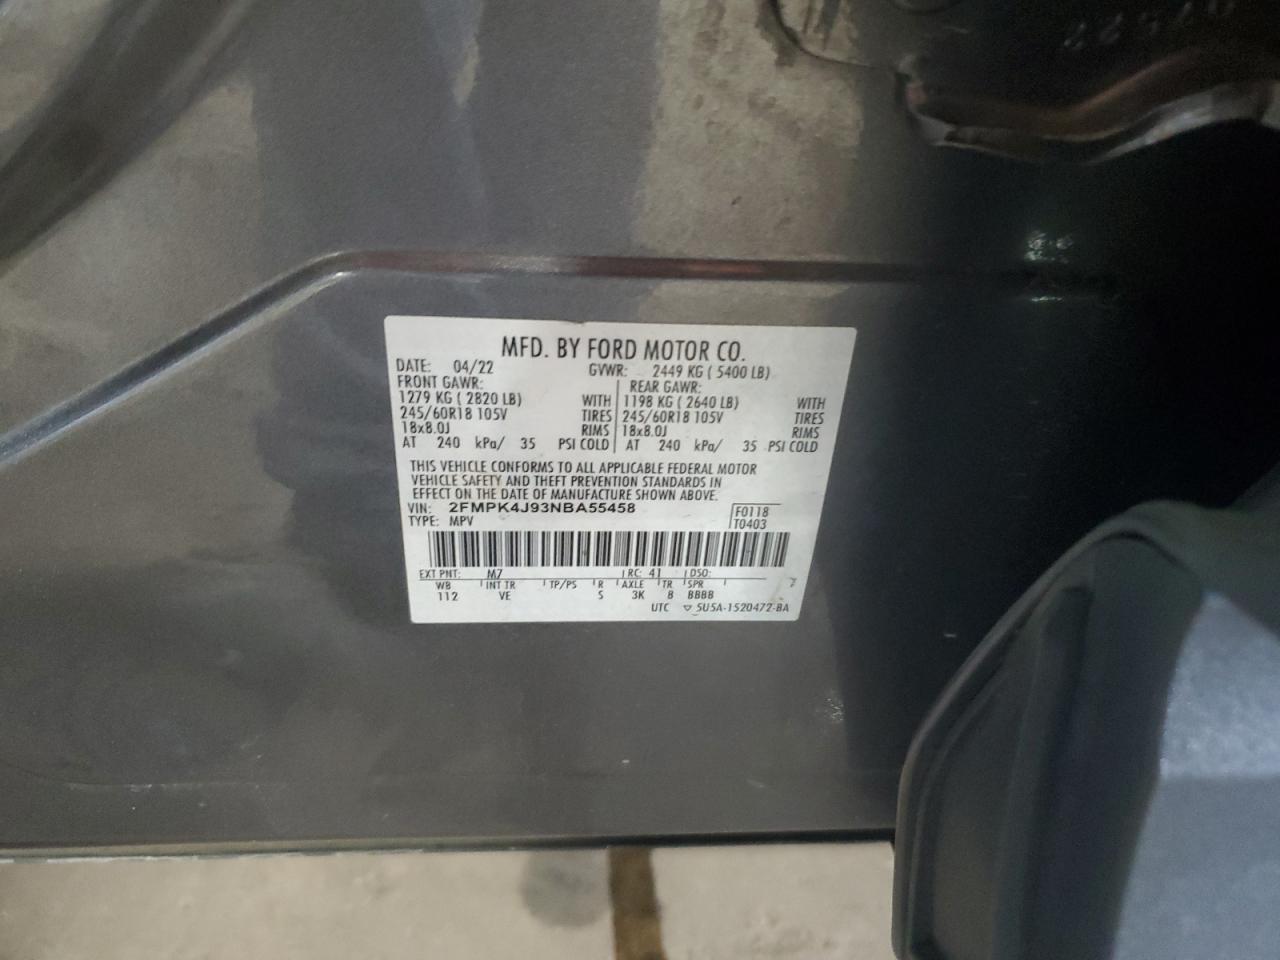 MFD. BY FORD MOTOR CO.
DATE: 04/22 GVWR: 2449 KG ( 5400 LB)
FRONT GAWR: REAR GAWR:
1279 KG ( 2820 LB) WITH 1198 KG ( 2640 LB) WITH
245/60R18 105V TIRES 245/60R18 105V TIRES
18x8.0J RIMS 18x8.0J RIMS
AT 240 kPa/ 35 PSI COLD AT 240 kPa/ 35 PSI COLD
THIS VEHICLE CONFORMS TO ALL APPLICABLE FEDERAL MOTOR
VEHICLE SAFETY AND THEFT PREVENTION STANDARDS IN
EFFECT ON THE DATE OF MANUFACTURE SHOWN ABOVE.
VIN: 2FMPK4J93NBA55458 F0118
TYPE: MPV T0403
EXT PNT: M7 RC: 41 DSO:
WB INT TR TP/PS R AXLE TR SPR
112 VE S 3K 8 BBBB
UTC ▽ 5U5A-1520472-BA